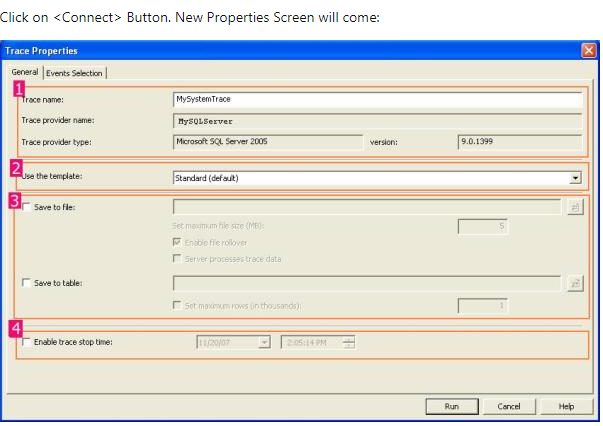 Click on <Connect> Button. New Properties Screen will come:
Trace Properties
General Events Selection
1
Trace name: MySystemTrace
Trace provider name: MySQLServer
Trace provider type: Microsoft SQL Server 2005 version: 9.0.1399
2
Use the template: Standard (default)
3
Save to file:
Set maximum file size (MB): 5
Enable file rollover
Server processes trace data
Save to table:
Set maximum rows (in thousands): 1
4
Enable trace stop time: 11/20/07 2:05:14 PM
Run Cancel Help